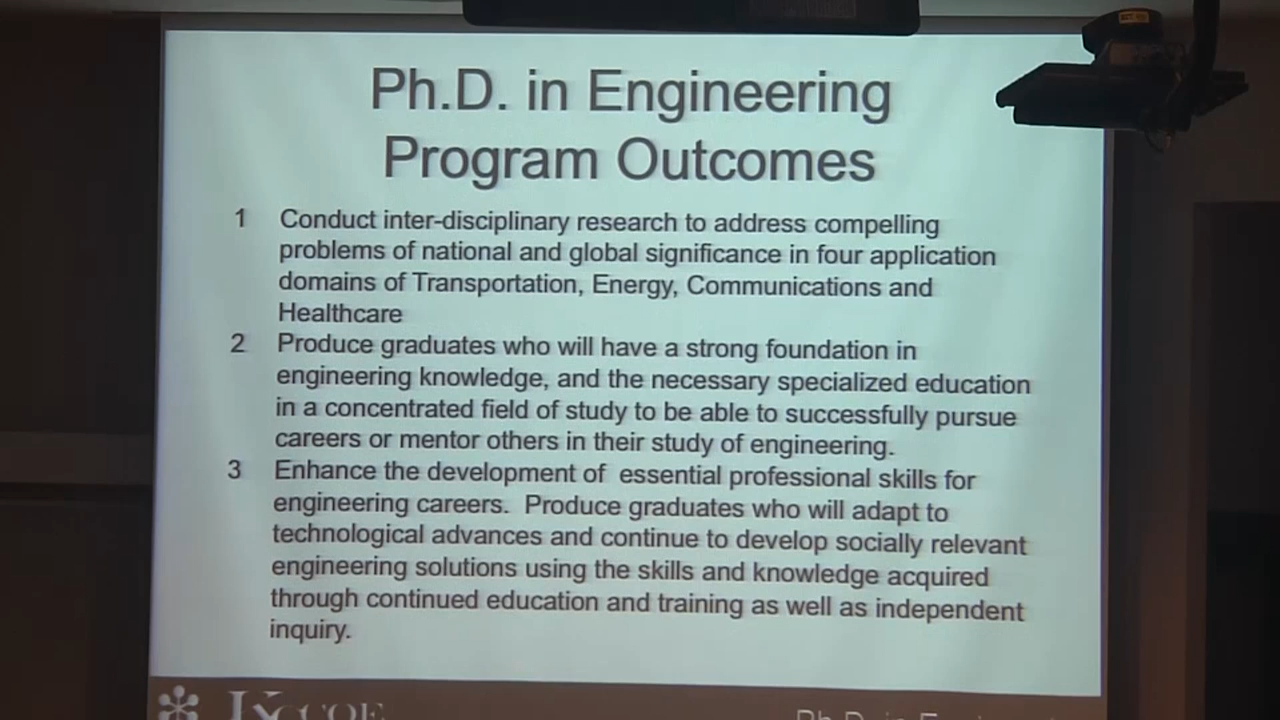 Ph.D. in Engineering
Program Outcomes
1 Conduct inter-disciplinary research to address compelling
problems of national and global significance in four application
domains of Transportation, Energy, Communications and
Healthcare
2 Produce graduates who will have a strong foundation in
engineering knowledge, and the necessary specialized education
in a concentrated field of study to be able to successfully pursue
careers or mentor others in their study of engineering.
3 Enhance the development of essential professional skills for
engineering careers. Produce graduates who will adapt to
technological advances and continue to develop socially relevant
engineering solutions using the skills and knowledge acquired
through continued education and training as well as independent
inquiry.
Ph.D. in